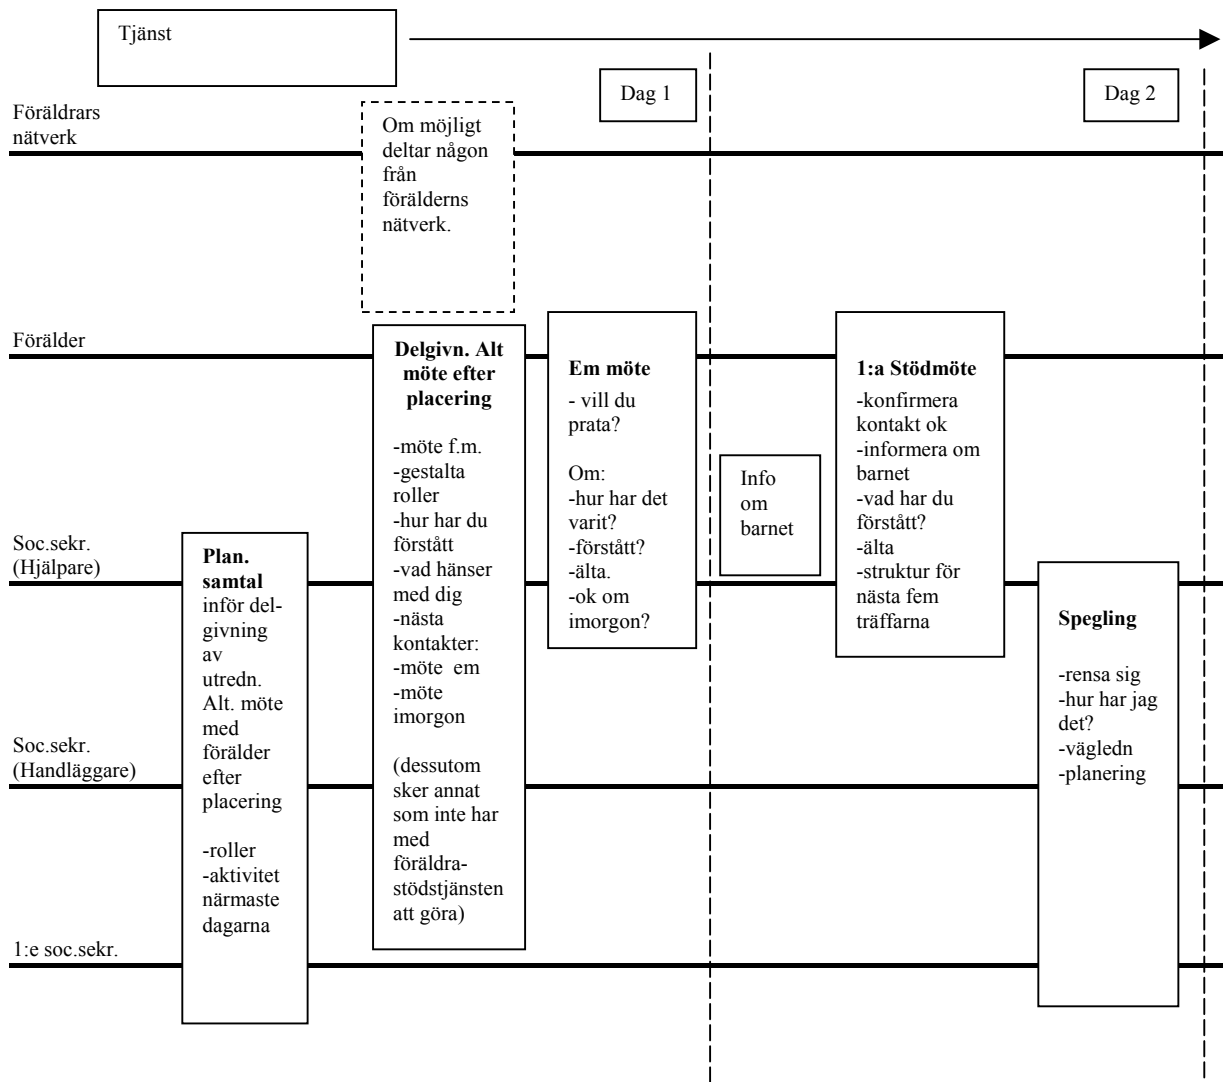 Tjänst
Dag 1
Dag 2
Föräldrars
nätverk
Om möjligt
deltar någon
från
förälderns
nätverk.
Förälder
Delgivn. Alt
möte efter
placering
-möte f.m.
-gestalta
roller
-hur har du
förstått
-vad hänser
med dig
-nästa
kontakter:
-möte em
-möte
imorgon
(dessutom
sker annat
som inte har
med
föräldra-
stödstjänsten
att göra)
Em möte
- vill du
prata?
Om:
-hur har det
varit?
-förstått?
-älta.
-ok om
imorgon?
Info
om
barnet
1:a Stödmöte
-konfirmera
kontakt ok
-informera om
barnet
-vad har du
förstått?
-älta
-struktur för
nästa fem
träffarna
Soc.sekr.
(Hjälpare)
Plan.
samtal
inför del-
givning
av
utredn.
Alt. möte
med
förälder
efter
placering
-roller
-aktivitet
närmaste
dagarna
Spegling
-rensa sig
-hur har jag
det?
-vägledn
-planering
Soc.sekr.
(Handläggare)
1:e soc.sekr.